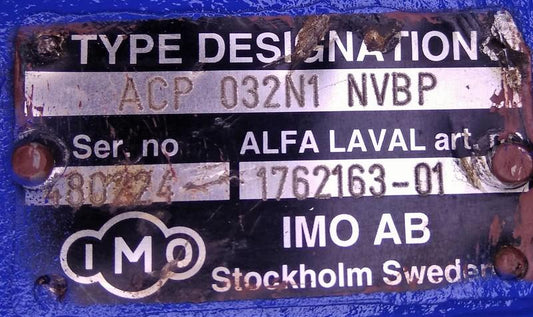 TYPE DESIGNATION
ACP 032N1 NVBP
Ser. no ALFA LAVAL art.
1762163-01
IMO IMO AB
Stockholm Sweden